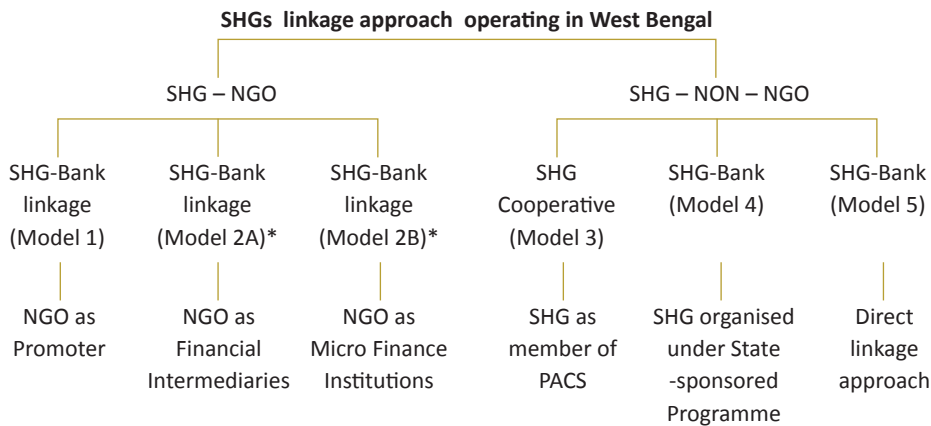 SHGs linkage approach operating in West Bengal
SHG – NGO
SHG – NON – NGO
SHG-Bank
linkage
(Model 1)
SHG-Bank
linkage
(Model 2A)*
SHG-Bank
linkage
(Model 2B)*
SHG
Cooperative
(Model 3)
SHG-Bank
(Model 4)
SHG-Bank
(Model 5)
NGO as
Promoter
NGO as
Financial
Intermediaries
NGO as
Micro Finance
Institutions
SHG as
member of
PACS
SHG organised
under State
-sponsored
Programme
Direct
linkage
approach